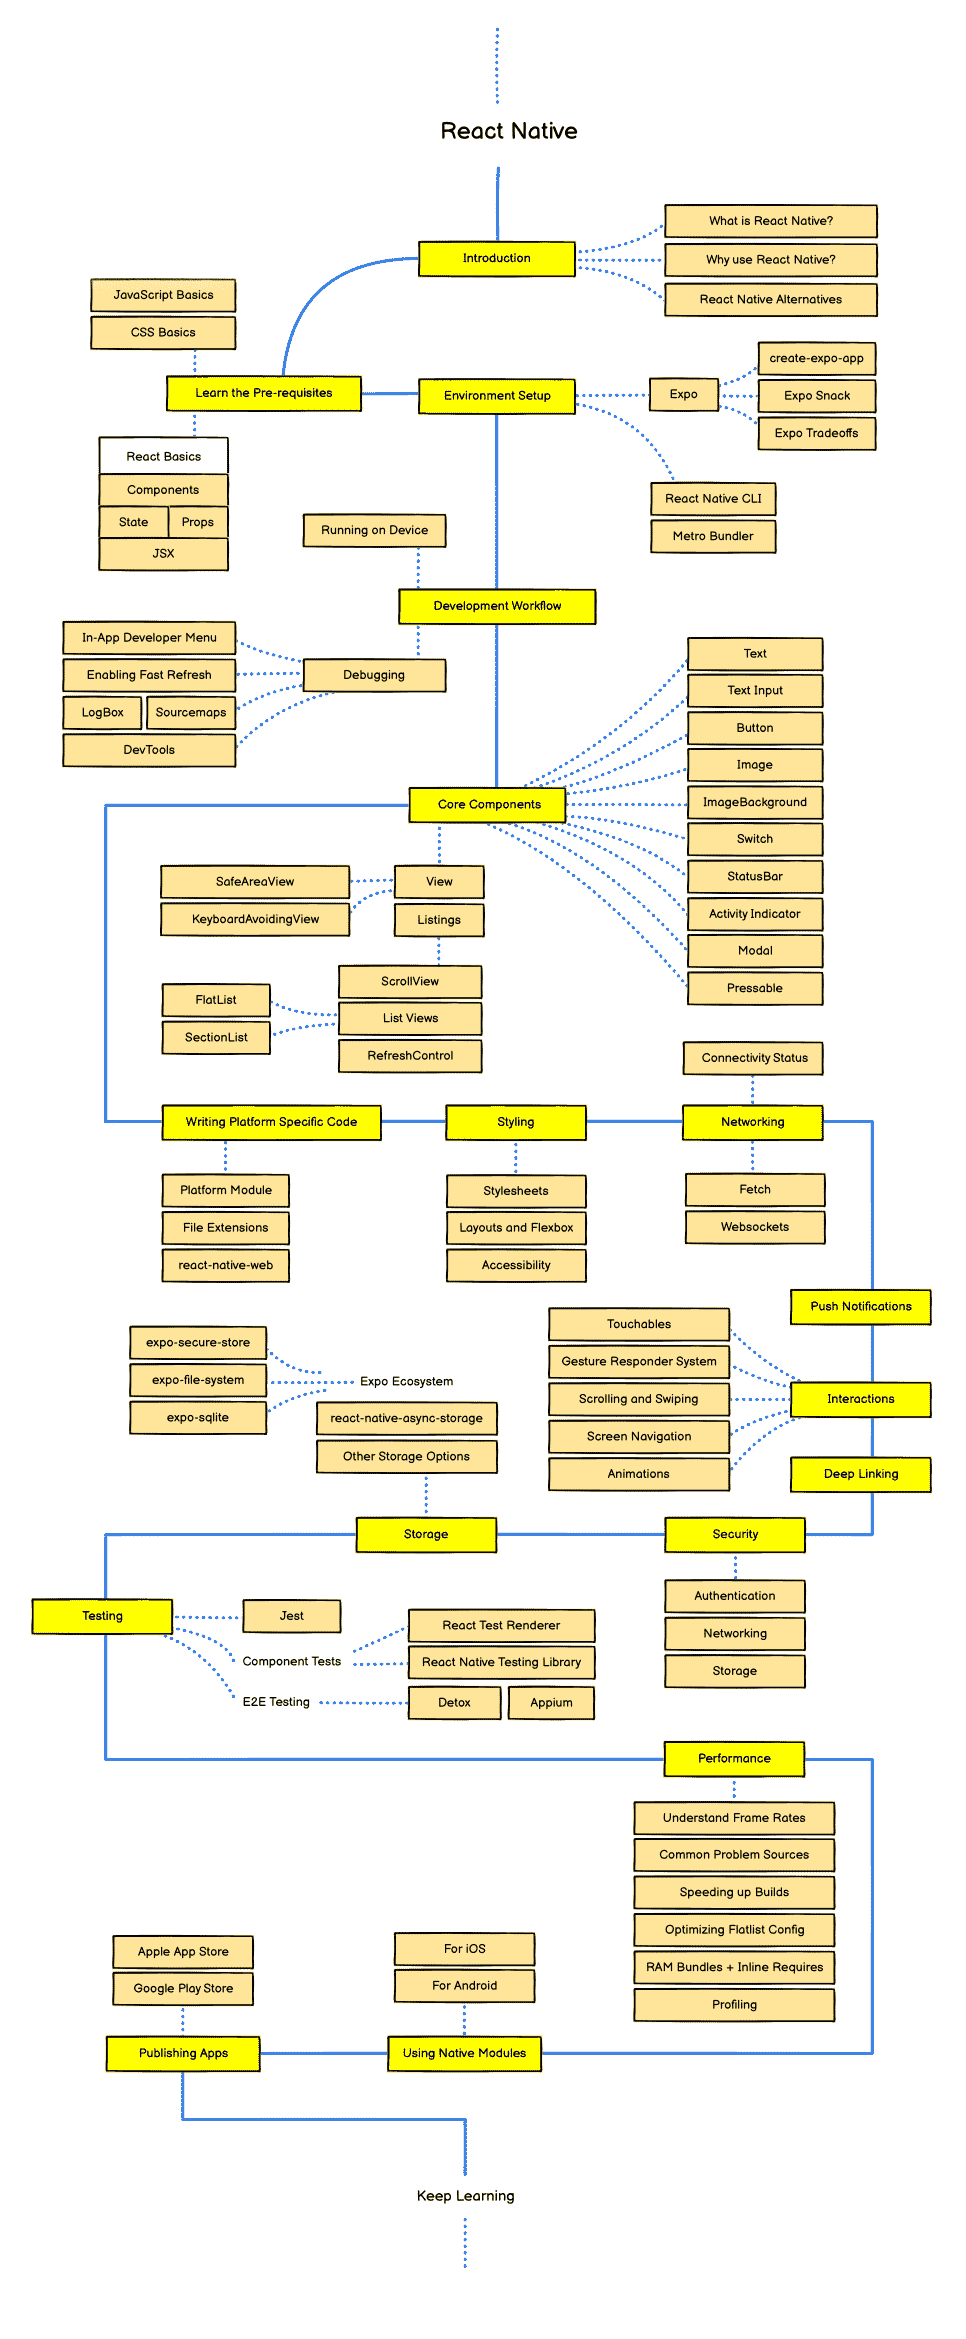 React Native
Introduction
What is React Native?
Why use React Native?
React Native Alternatives
JavaScript Basics
CSS Basics
Learn the Pre-requisites
Environment Setup
Expo
create-expo-app
Expo Snack
Expo Tradeoffs
React Native CLI
Metro Bundler
React Basics
Components
State
Props
JSX
Running on Device
Development Workflow
In-App Developer Menu
Enabling Fast Refresh
LogBox
Sourcemaps
DevTools
Debugging
Text
Text Input
Button
Image
ImageBackground
Switch
StatusBar
Activity Indicator
Modal
Pressable
Core Components
SafeAreaView
KeyboardAvoidingView
View
Listings
ScrollView
List Views
RefreshControl
FlatList
SectionList
Connectivity Status
Writing Platform Specific Code
Styling
Networking
Platform Module
File Extensions
react-native-web
Stylesheets
Layouts and Flexbox
Accessibility
Fetch
Websockets
Push Notifications
Touchables
Gesture Responder System
Scrolling and Swiping
Screen Navigation
Animations
Interactions
Deep Linking
expo-secure-store
expo-file-system
expo-sqlite
Expo Ecosystem
react-native-async-storage
Other Storage Options
Storage
Security
Authentication
Networking
Storage
Testing
Jest
Component Tests
React Test Renderer
React Native Testing Library
E2E Testing
Detox
Appium
Performance
Understand Frame Rates
Common Problem Sources
Speeding up Builds
Optimizing Flatlist Config
RAM Bundles + Inline Requires
Profiling
Apple App Store
Google Play Store
For iOS
For Android
Publishing Apps
Using Native Modules
Keep Learning